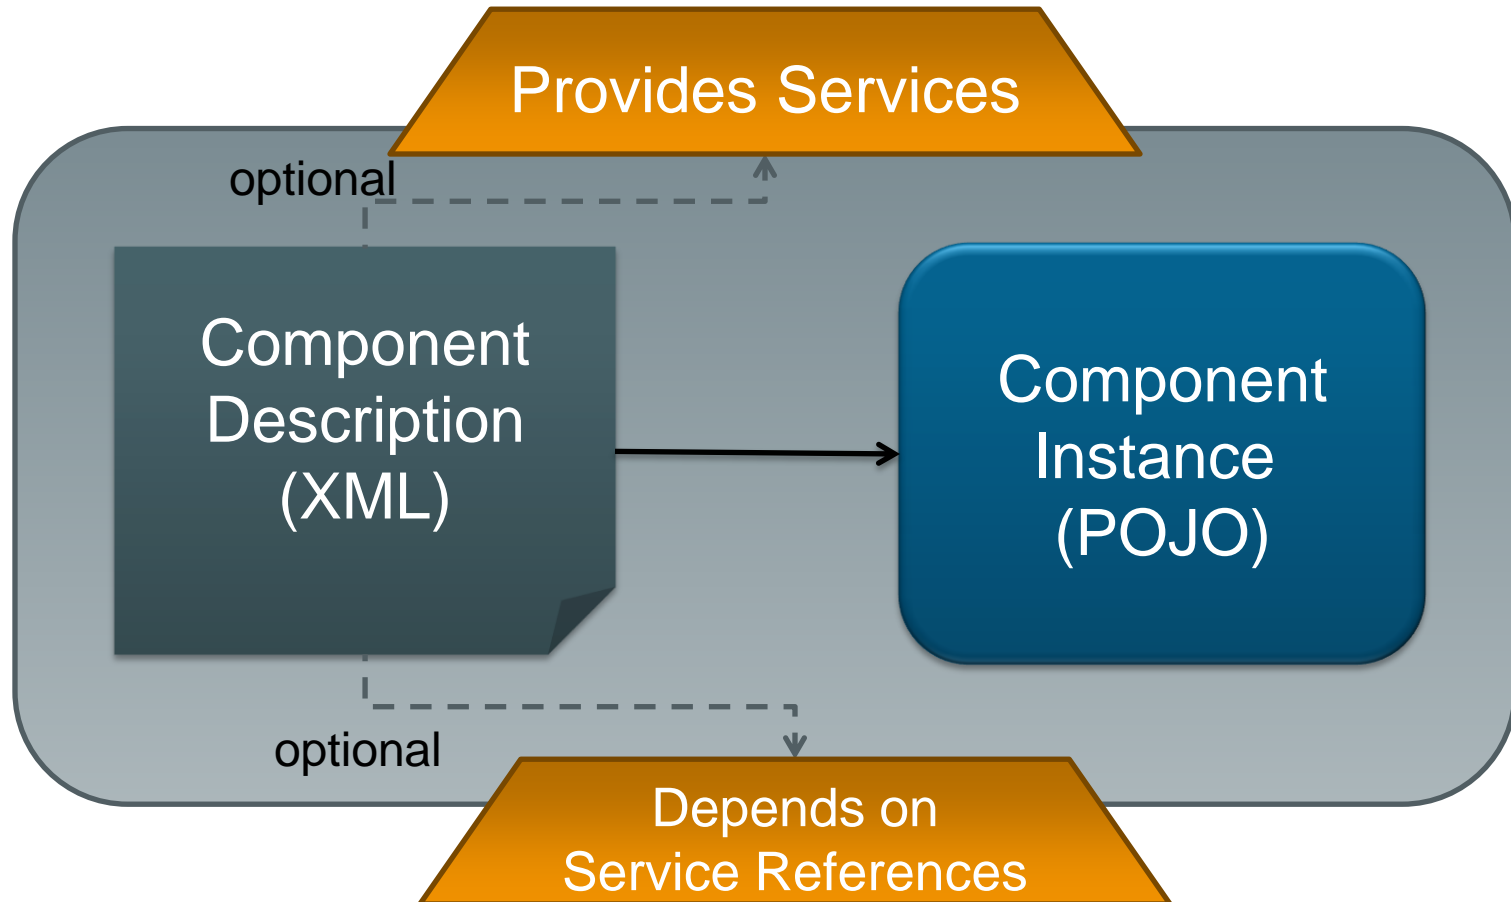 Provides Services
optional
Component
Description
(XML)
Component
Instance
(POJO)
optional
Depends on
Service References